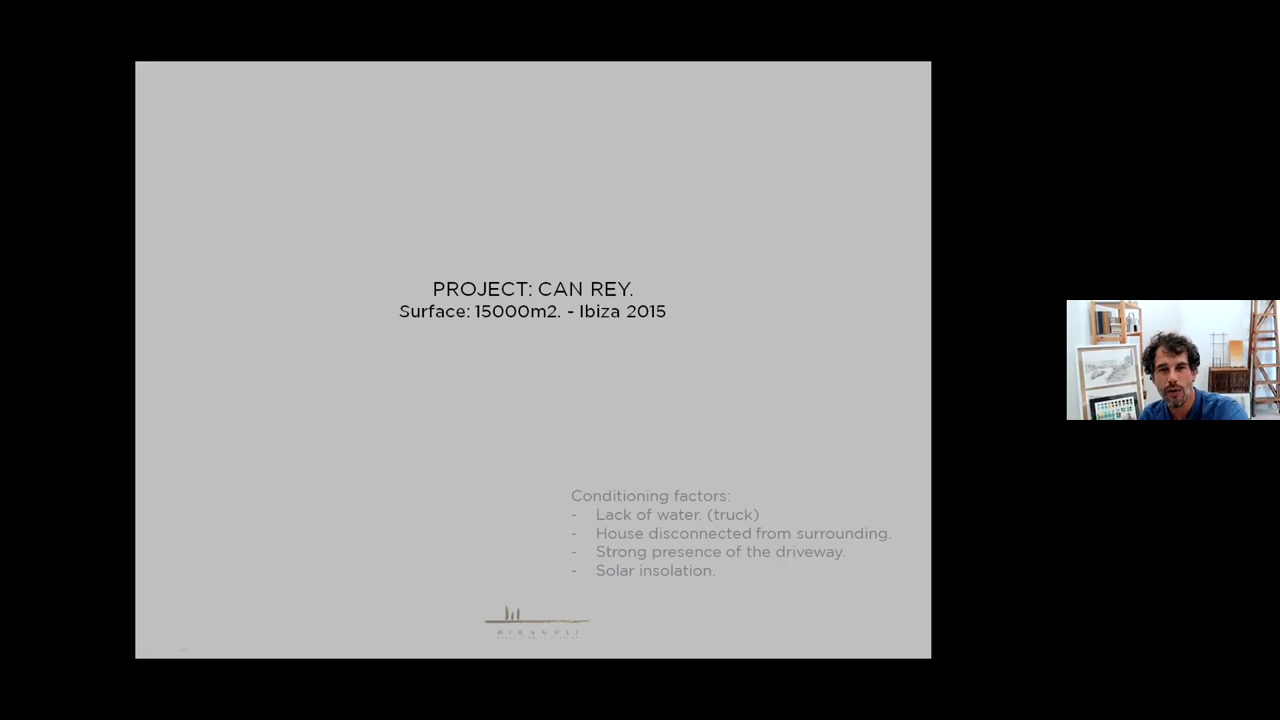 PROJECT: CAN REY.
Surface: 15000m2. - Ibiza 2015
Conditioning factors:
- Lack of water. (truck)
- House disconnected from surrounding.
- Strong presence of the driveway.
- Solar insolation.